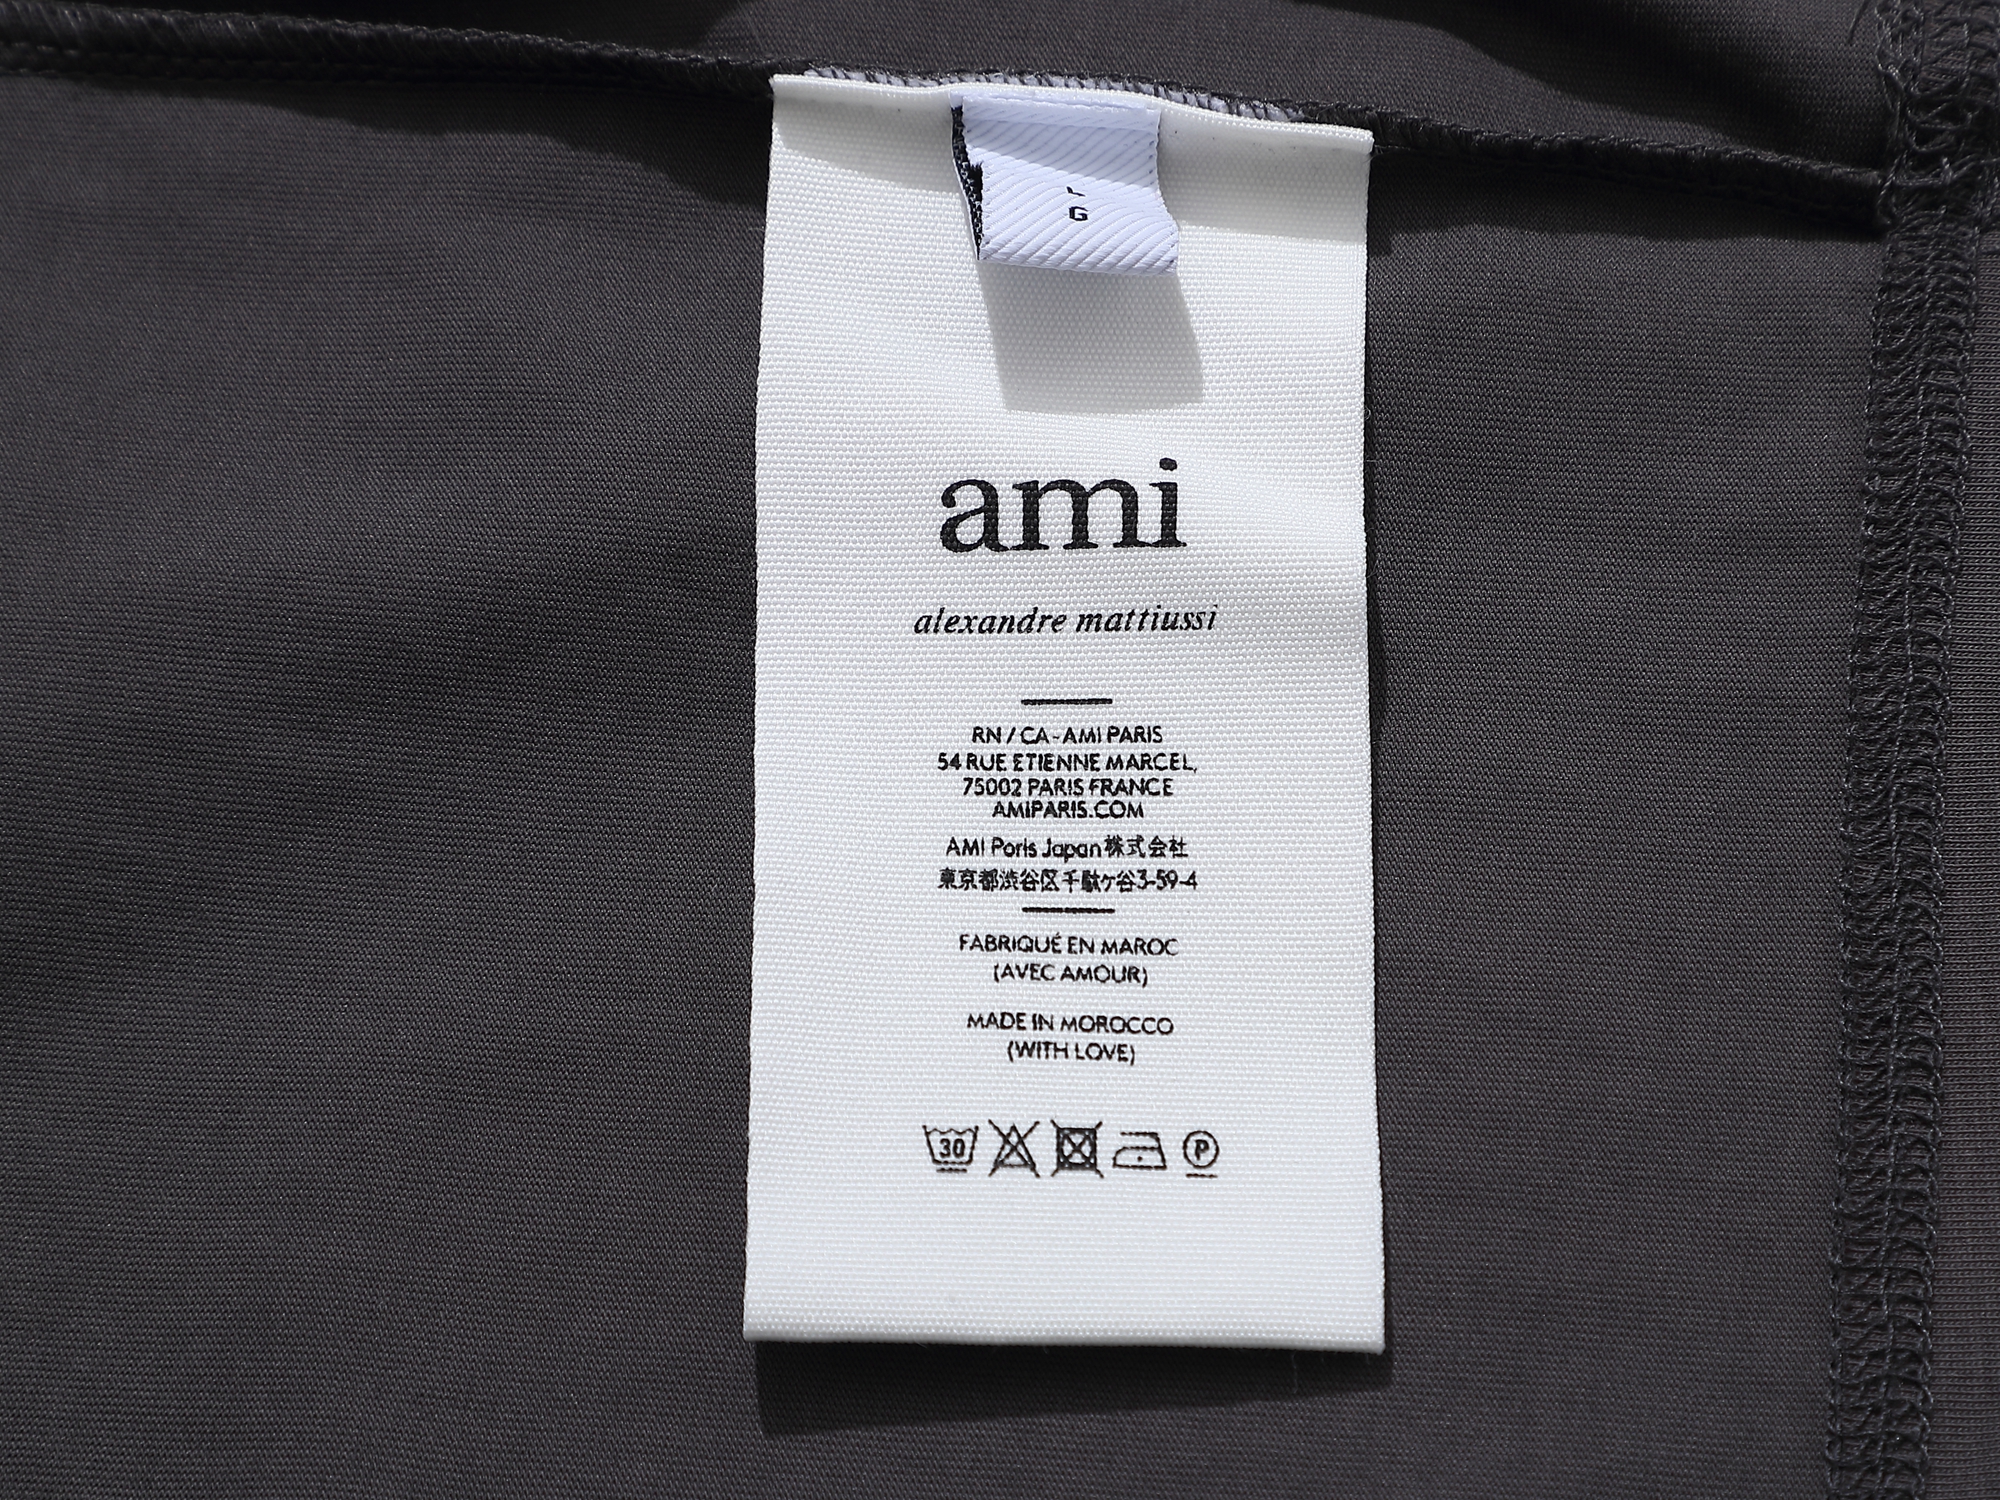 G
ami
alexandre mattiussi
RN / CA - AMI PARIS
54 RUE ETIENNE MARCEL,
75002 PARIS FRANCE
AMIPARIS.COM
AMI Paris Japan株式会社
東京都渋谷区千駄ヶ谷3-59-4
FABRIQUÉ EN MAROC
(AVEC AMOUR)
MADE IN MOROCCO
(WITH LOVE)
30
P